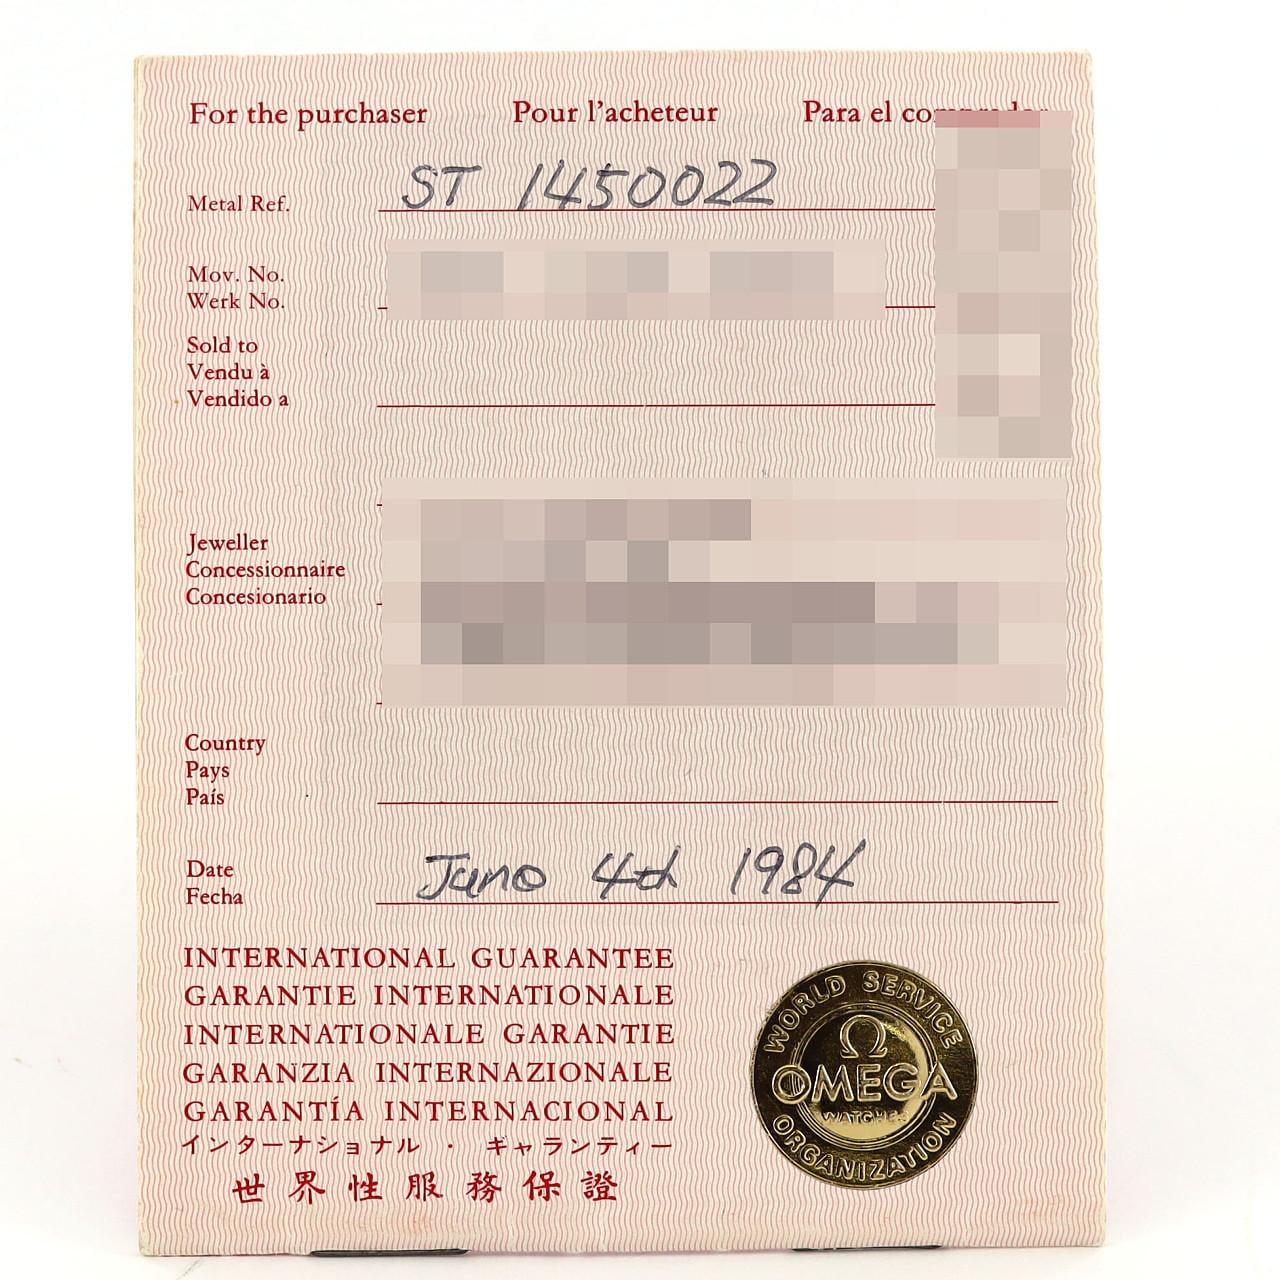 For the purchaser Pour l'acheteur Para el comprador
Metal Ref. ST 1450022
Mov. No.
Werk No.
Sold to
Vendu à
Vendido a
Jeweller
Concessionnaire
Concesionario
Country
Pays
País
Date
Fecha
June 4th 1984
INTERNATIONAL GUARANTEE
GARANTIE INTERNATIONALE
INTERNATIONALE GARANTIE
GARANZIA INTERNAZIONALE
GARANTÍA INTERNACIONAL
インターナショナル・ギャランティー
世界性服務保證
WORLD SERVICE
Ω
OMEGA
WATCHES
ORGANIZATION